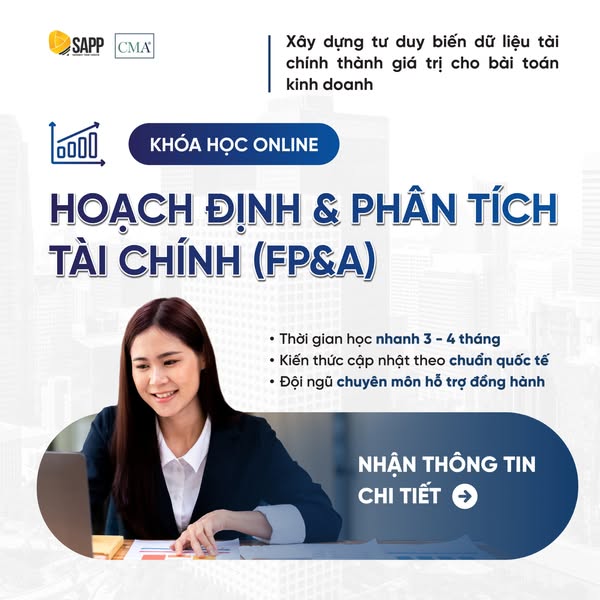 SAPP
CMA
Xây dựng tư duy biến dữ liệu tài
chính thành giá trị cho bài toán
kinh doanh
KHÓA HỌC ONLINE
HOẠCH ĐỊNH & PHÂN TÍCH
TÀI CHÍNH (FP&A)
• Thời gian học nhanh 3 - 4 tháng
• Kiến thức cập nhật theo chuẩn quốc tế
• Đội ngũ chuyên môn hỗ trợ đồng hành
NHẬN THÔNG TIN
CHI TIẾT